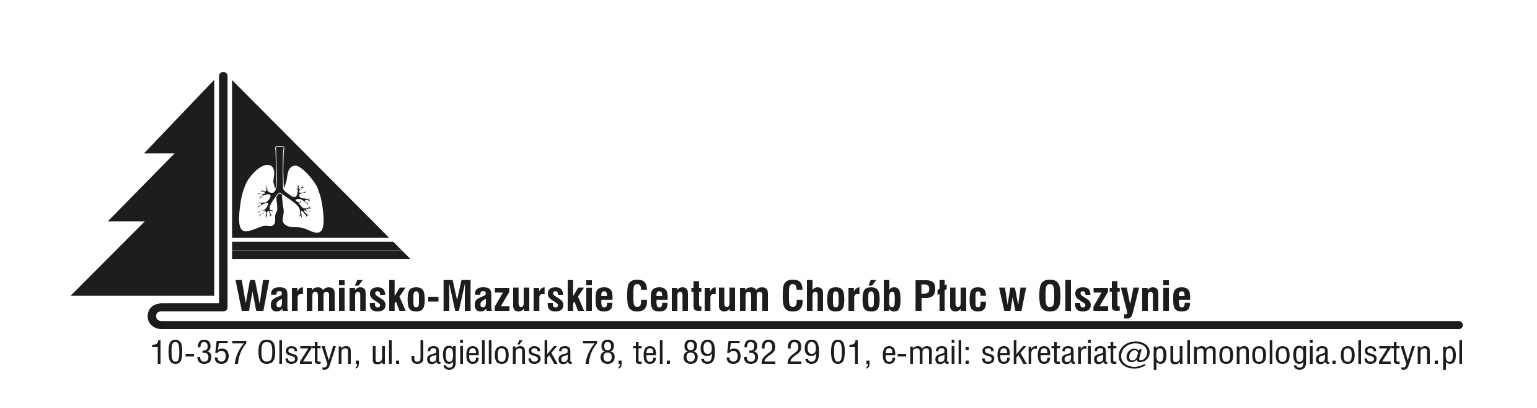 Warmińsko-Mazurskie Centrum Chorób Płuc w Olsztynie
10-357 Olsztyn, ul. Jagiellońska 78, tel. 89 532 29 01, e-mail: sekretariat@pulmonologia.olsztyn.pl